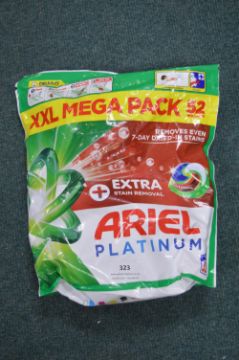 XXL MEGA PACK 52
REMOVES EVEN
7-DAY DRIED-IN STAINS
+ EXTRA
STAIN REMOVAL
ARIEL
PLATINUM
323